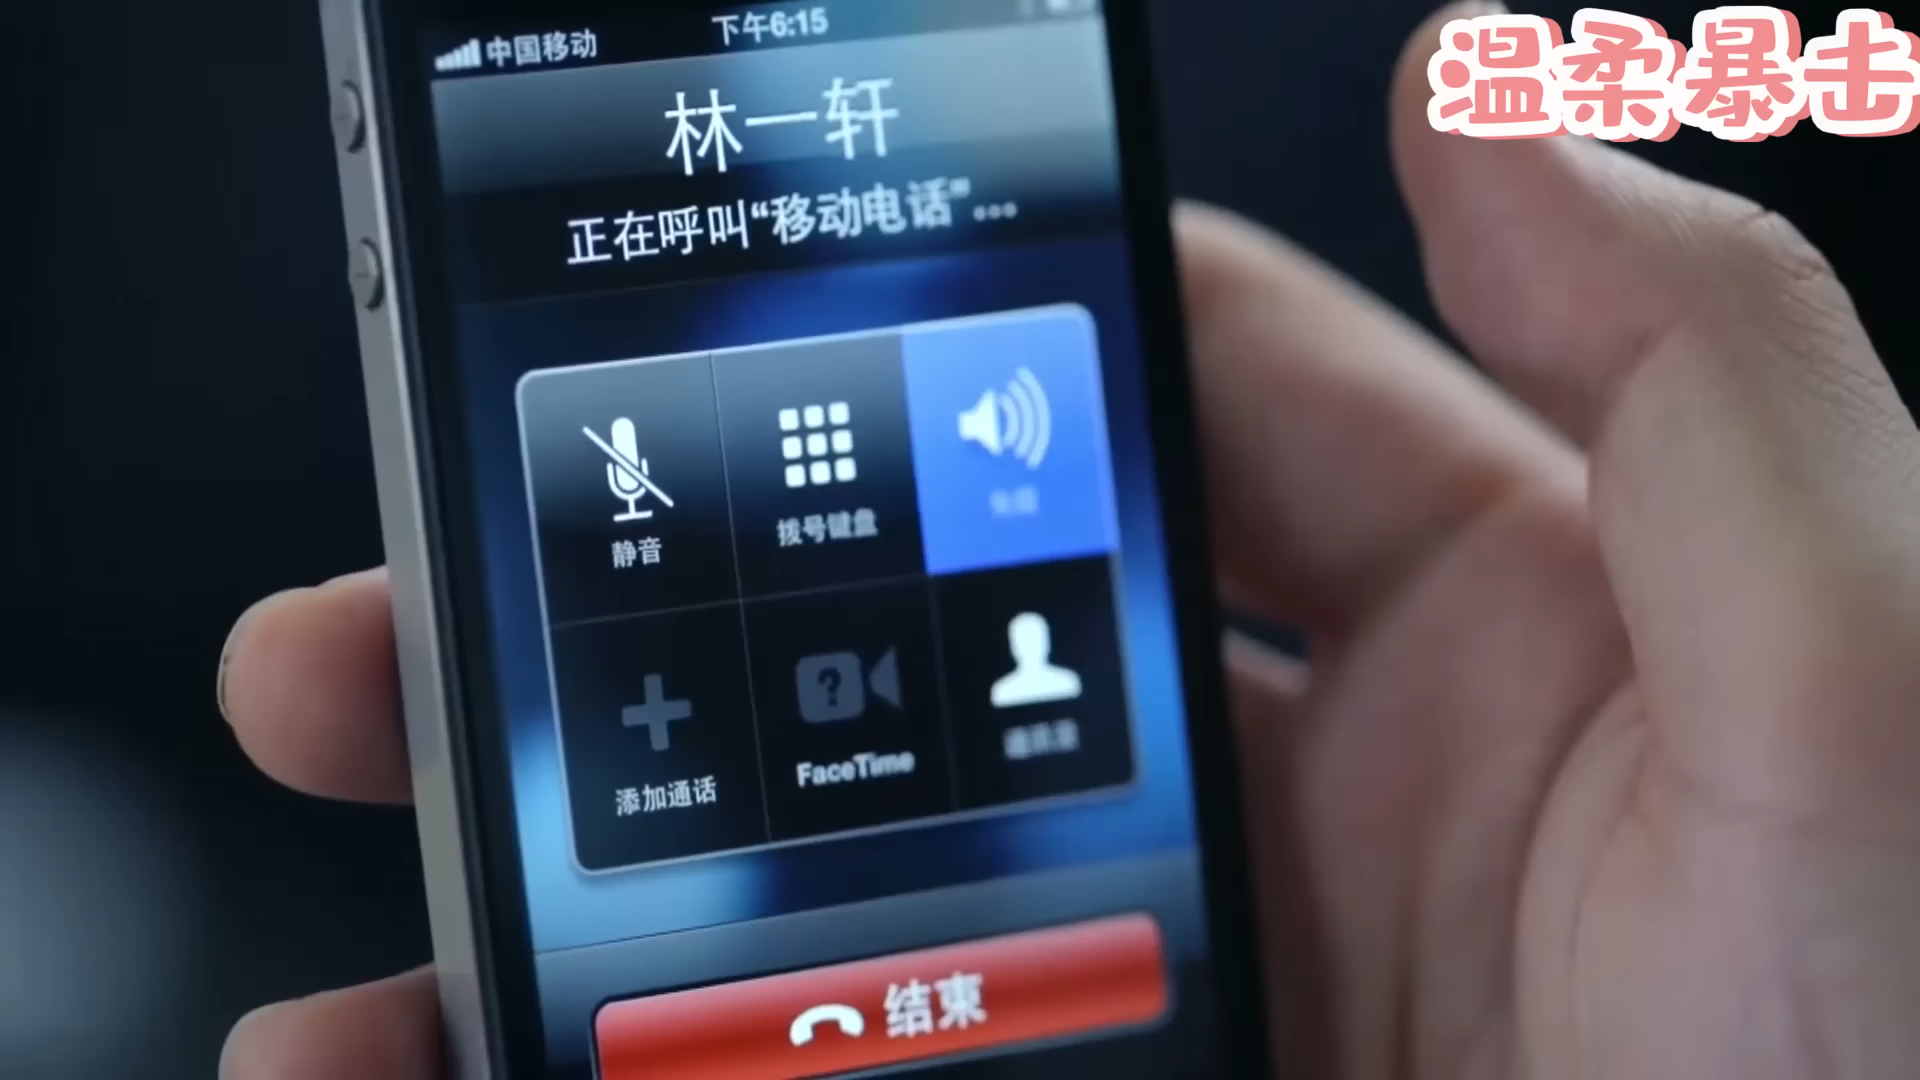 中国移动
下午6:15
温柔暴击
林一轩
正在呼叫“移动电话”...
静音
拨号键盘
添加通话
FaceTime
结束